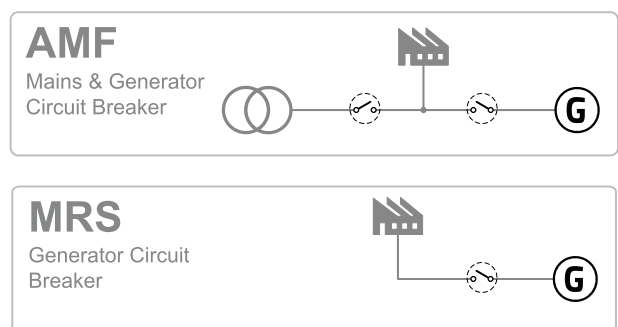 AMF
Mains & Generator
Circuit Breaker
G
MRS
Generator Circuit
Breaker
G